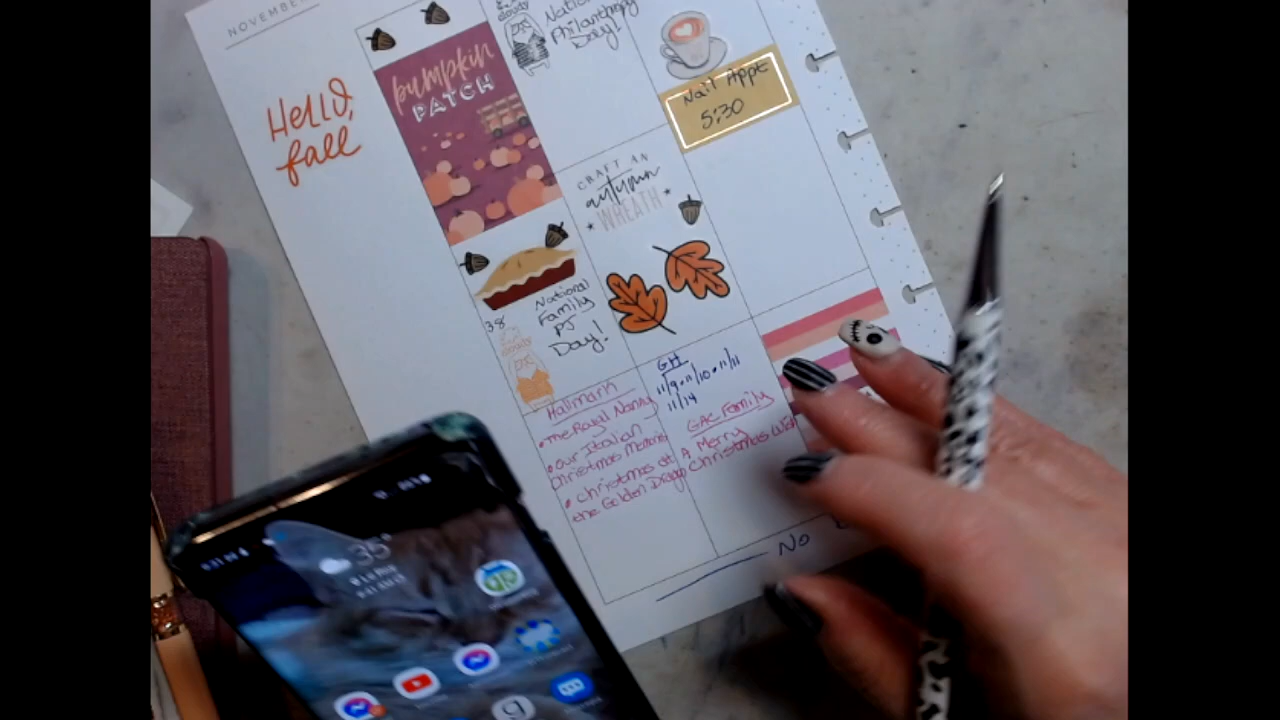 NOVEMBER
Hello,
fall
pumpkin
PATCH
Philanthropy
Day!
Nail Appt
5:30
CRAFT AN
autumn
WREATH
National
Family
PJ
Day!
38
GH
11/9 • 11/10 • 11/11
11/14
Hallmark
• The Royal Nanny
• Our Italian
Christmas
• Christmas at
the Golden Dragon
GAC Family
A Merry
Christmas Wish
No
35